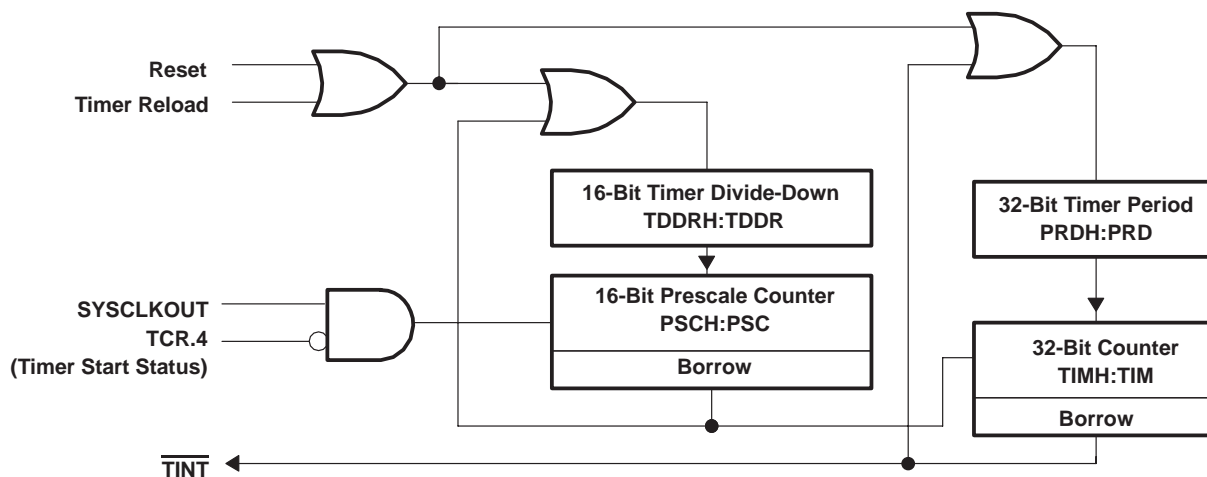 Reset
Timer Reload
16-Bit Timer Divide-Down
TDDRH:TDDR
32-Bit Timer Period
PRDH:PRD
SYSCLKOUT
TCR.4
(Timer Start Status)
16-Bit Prescale Counter
PSCH:PSC
Borrow
32-Bit Counter
TIMH:TIM
Borrow
TINT